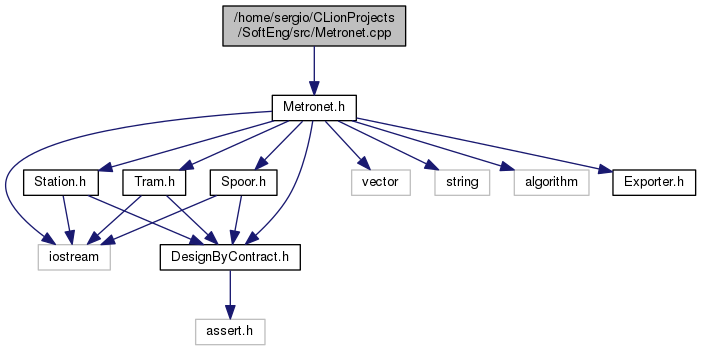 /home/sergio/CLionProjects
/SoftEng/src/Metronet.cpp
Metronet.h
Station.h
Tram.h
Spoor.h
vector
string
algorithm
Exporter.h
iostream
DesignByContract.h
assert.h